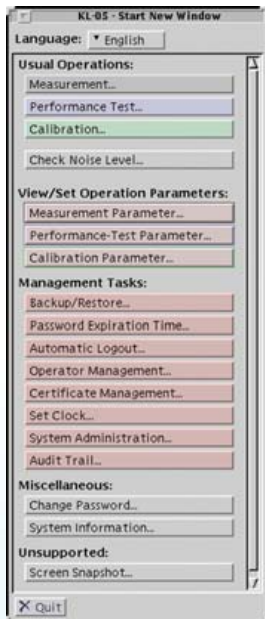 KL-05 - Start New Window
Language: English
Usual Operations:
Measurement...
Performance Test...
Calibration...
Check Noise Level...
View/Set Operation Parameters:
Measurement Parameter...
Performance-Test Parameter...
Calibration Parameter...
Management Tasks:
Backup/Restore...
Password Expiration Time...
Automatic Logout...
Operator Management...
Certificate Management...
Set Clock...
System Administration...
Audit Trail...
Miscellaneous:
Change Password...
System Information...
Unsupported:
Screen Snapshot...
Quit